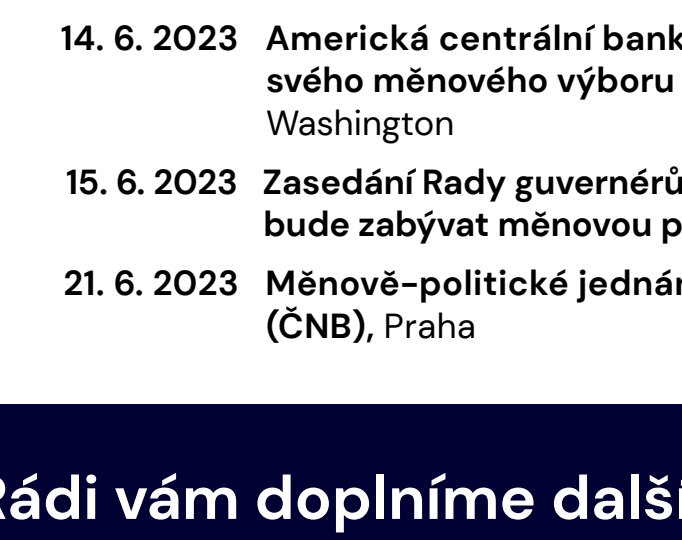 14. 6. 2023 Americká centrální bank
svého měnového výboru
Washington
15. 6. 2023 Zasedání Rady guvernérů
bude zabývat měnovou p
21. 6. 2023 Měnově-politické jednán
(ČNB), Praha
Rádi vám doplníme další